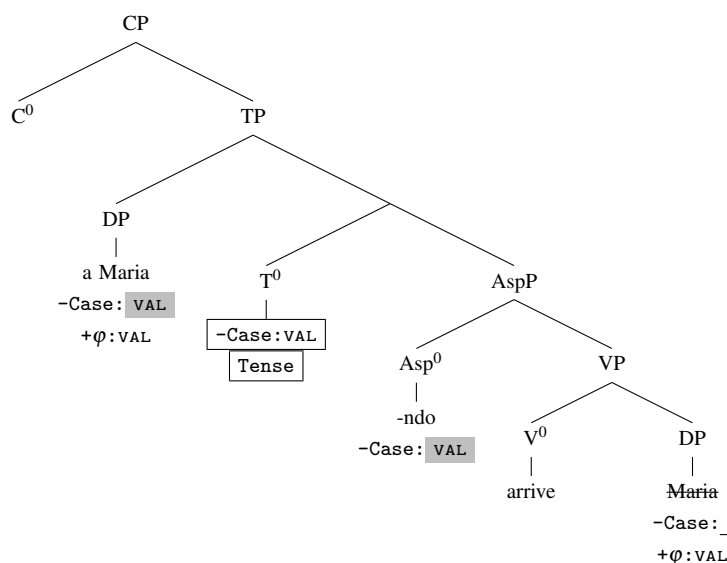 CP
C⁰ TP
DP
a Maria T⁰ AspP
-Case: VAL
+φ:VAL
-Case:VAL
Tense
Asp⁰ VP
-ndo
-Case: VAL
V⁰ DP
arrive Maria
-Case:_
+φ:VAL